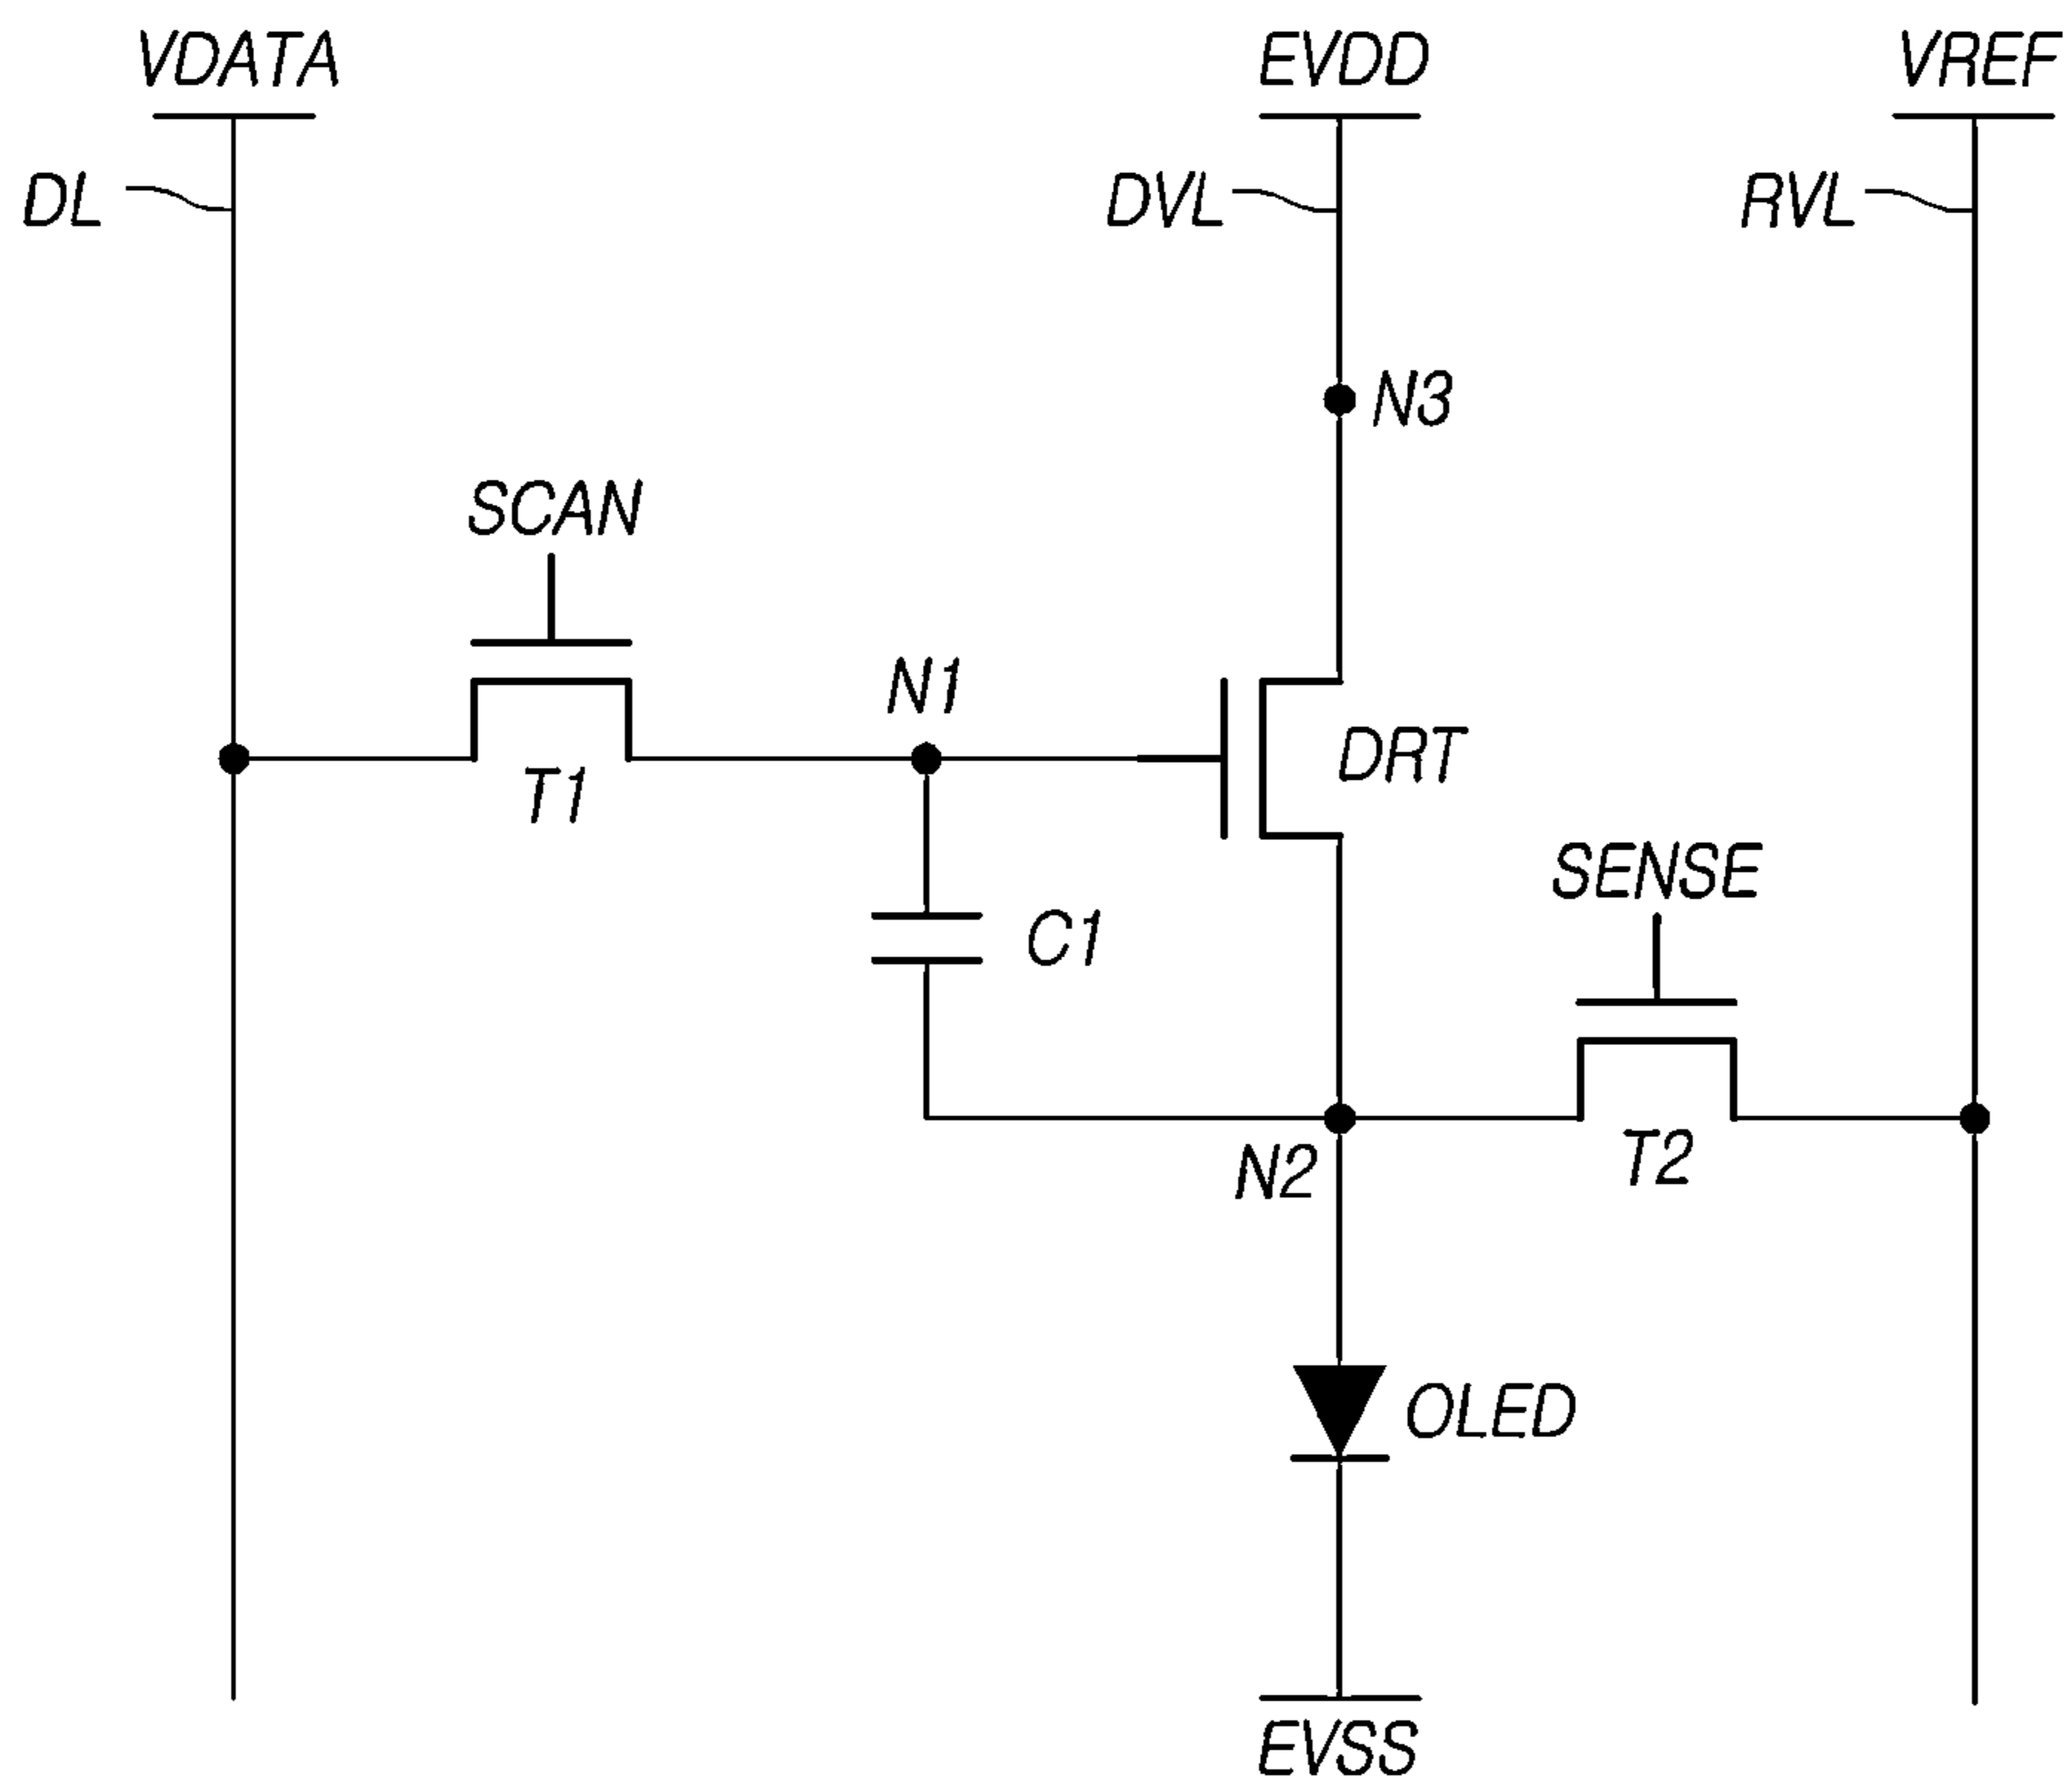 VDATA
EVDD
VREF
DL
DVL
RVL
N3
SCAN
N1
DRT
T1
SENSE
C1
N2
T2
OLED
EVSS